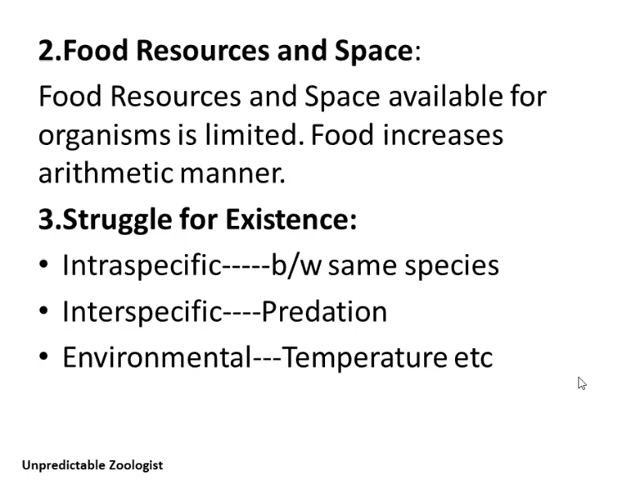 2.Food Resources and Space:
Food Resources and Space available for
organisms is limited. Food increases
arithmetic manner.
3.Struggle for Existence:
• Intraspecific-----b/w same species
• Interspecific----Predation
• Environmental---Temperature etc
Unpredictable Zoologist